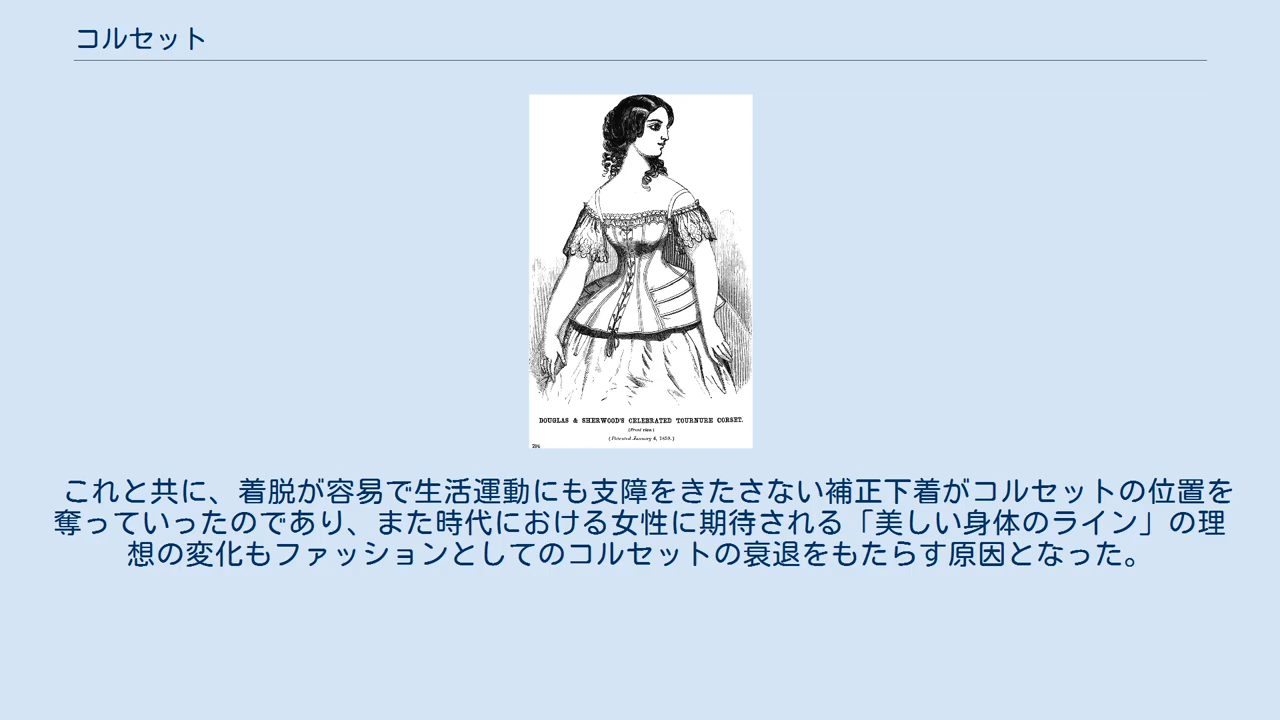 コルセット
DOUGLAS & SHERWOOD'S CELEBRATED TOURNURE CORSET.
(Front view.)
(Patented January 4, 1859.)
これと共に、着脱が容易で生活運動にも支障をきたさない補正下着がコルセットの位置を
奪っていったのであり、また時代における女性に期待される「美しい身体のライン」の理
想の変化もファッションとしてのコルセットの衰退をもたらす原因となった。